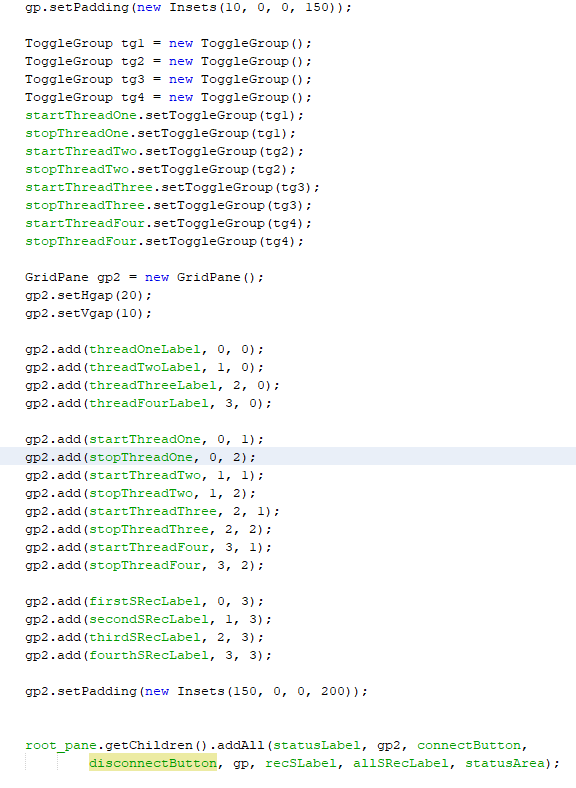 gp.setPadding(new Insets(10, 0, 0, 150));
ToggleGroup tg1 = new ToggleGroup();
ToggleGroup tg2 = new ToggleGroup();
ToggleGroup tg3 = new ToggleGroup();
ToggleGroup tg4 = new ToggleGroup();
startThreadOne.setToggleGroup(tg1);
stopThreadOne.setToggleGroup(tg1);
startThreadTwo.setToggleGroup(tg2);
stopThreadTwo.setToggleGroup(tg2);
startThreadThree.setToggleGroup(tg3);
stopThreadThree.setToggleGroup(tg3);
startThreadFour.setToggleGroup(tg4);
stopThreadFour.setToggleGroup(tg4);
GridPane gp2 = new GridPane();
gp2.setHgap(20);
gp2.setVgap(10);
gp2.add(threadOneLabel, 0, 0);
gp2.add(threadTwoLabel, 1, 0);
gp2.add(threadThreeLabel, 2, 0);
gp2.add(threadFourLabel, 3, 0);
gp2.add(startThreadOne, 0, 1);
gp2.add(stopThreadOne, 0, 2);
gp2.add(startThreadTwo, 1, 1);
gp2.add(stopThreadTwo, 1, 2);
gp2.add(startThreadThree, 2, 1);
gp2.add(stopThreadThree, 2, 2);
gp2.add(startThreadFour, 3, 1);
gp2.add(stopThreadFour, 3, 2);
gp2.add(firstSRecLabel, 0, 3);
gp2.add(secondSRecLabel, 1, 3);
gp2.add(thirdSRecLabel, 2, 3);
gp2.add(fourthSRecLabel, 3, 3);
gp2.setPadding(new Insets(150, 0, 0, 200));
root_pane.getChildren().addAll(statusLabel, gp2, connectButton,
disconnectButton, gp, recSLabel, allSRecLabel, statusArea);